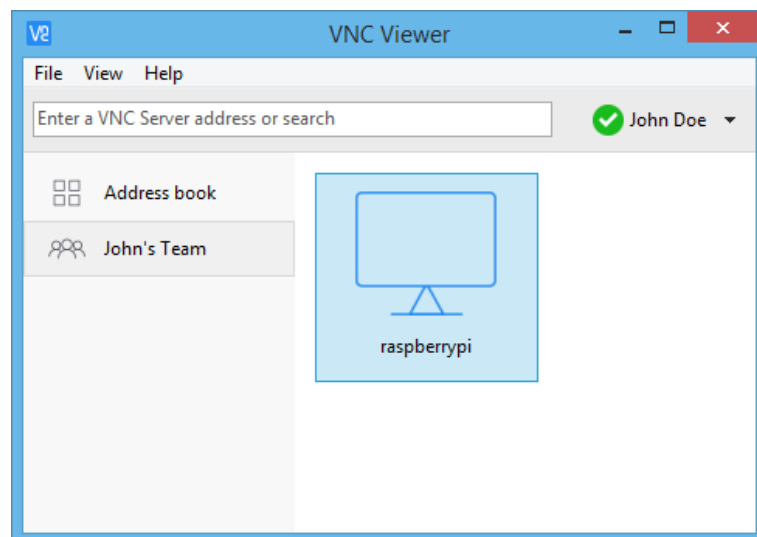 V2 VNC Viewer
File View Help
Enter a VNC Server address or search
John Doe
Address book
John's Team
raspberrypi